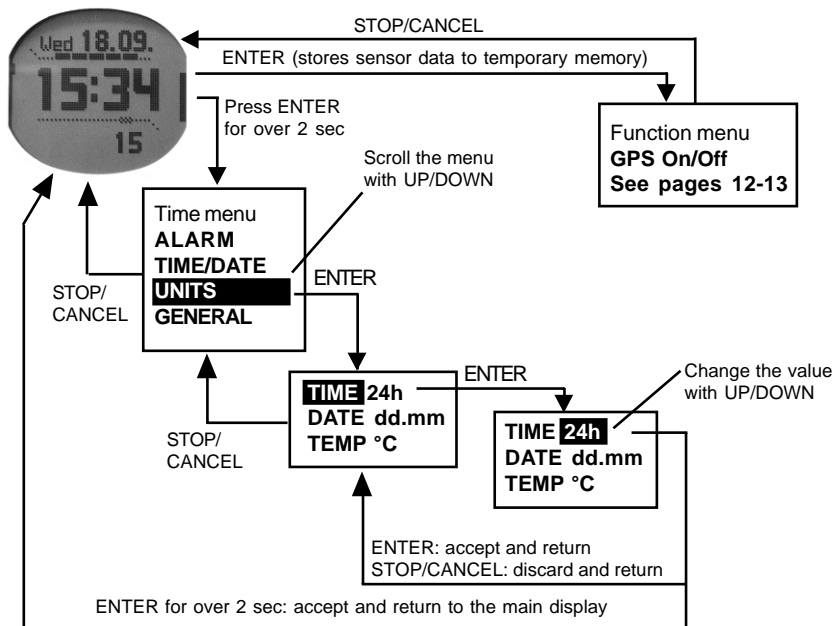 STOP/CANCEL
Wed 18.09.
ENTER (stores sensor data to temporary memory)
15:34
Press ENTER
for over 2 sec
15
Function menu
GPS On/Off
See pages 12-13
Scroll the menu
with UP/DOWN
Time menu
ALARM
TIME/DATE
UNITS
GENERAL
ENTER
STOP/
CANCEL
TIME 24h
DATE dd.mm
TEMP °C
ENTER
Change the value
with UP/DOWN
STOP/
CANCEL
TIME 24h
DATE dd.mm
TEMP °C
ENTER: accept and return
STOP/CANCEL: discard and return
ENTER for over 2 sec: accept and return to the main display